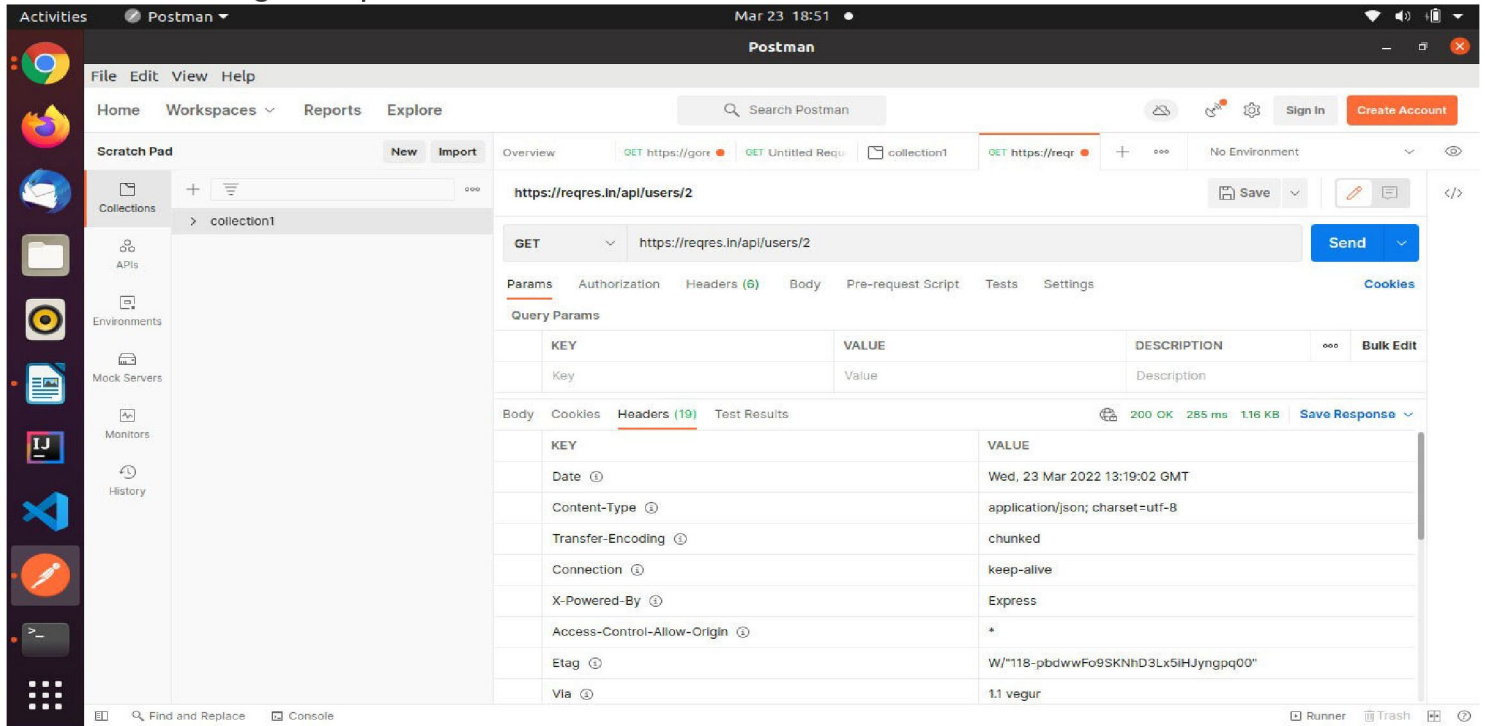 Activities Postman Mar 23 18:51
Postman
File Edit View Help
Home Workspaces Reports Explore Search Postman Sign In Create Account
Scratch Pad New Import Overview GET https://gore GET Untitled Requ collection1 GET https://reqr No Environment
Collections
collection1
APIs
Environments
Mock Servers
Monitors
History
https://reqres.in/api/users/2 Save
GET https://reqres.in/api/users/2 Send
Params Authorization Headers (6) Body Pre-request Script Tests Settings Cookies
Query Params
KEY VALUE DESCRIPTION Bulk Edit
Key Value Description
Body Cookies Headers (19) Test Results 200 OK 285 ms 1.16 KB Save Response
KEY VALUE
Date Wed, 23 Mar 2022 13:19:02 GMT
Content-Type application/json; charset=utf-8
Transfer-Encoding chunked
Connection keep-alive
X-Powered-By Express
Access-Control-Allow-Origin *
Etag W/"118-pbdwwFo9SKNhD3Lx5iHJyngpq00"
Via 1.1 vegur
Find and Replace Console Runner Trash